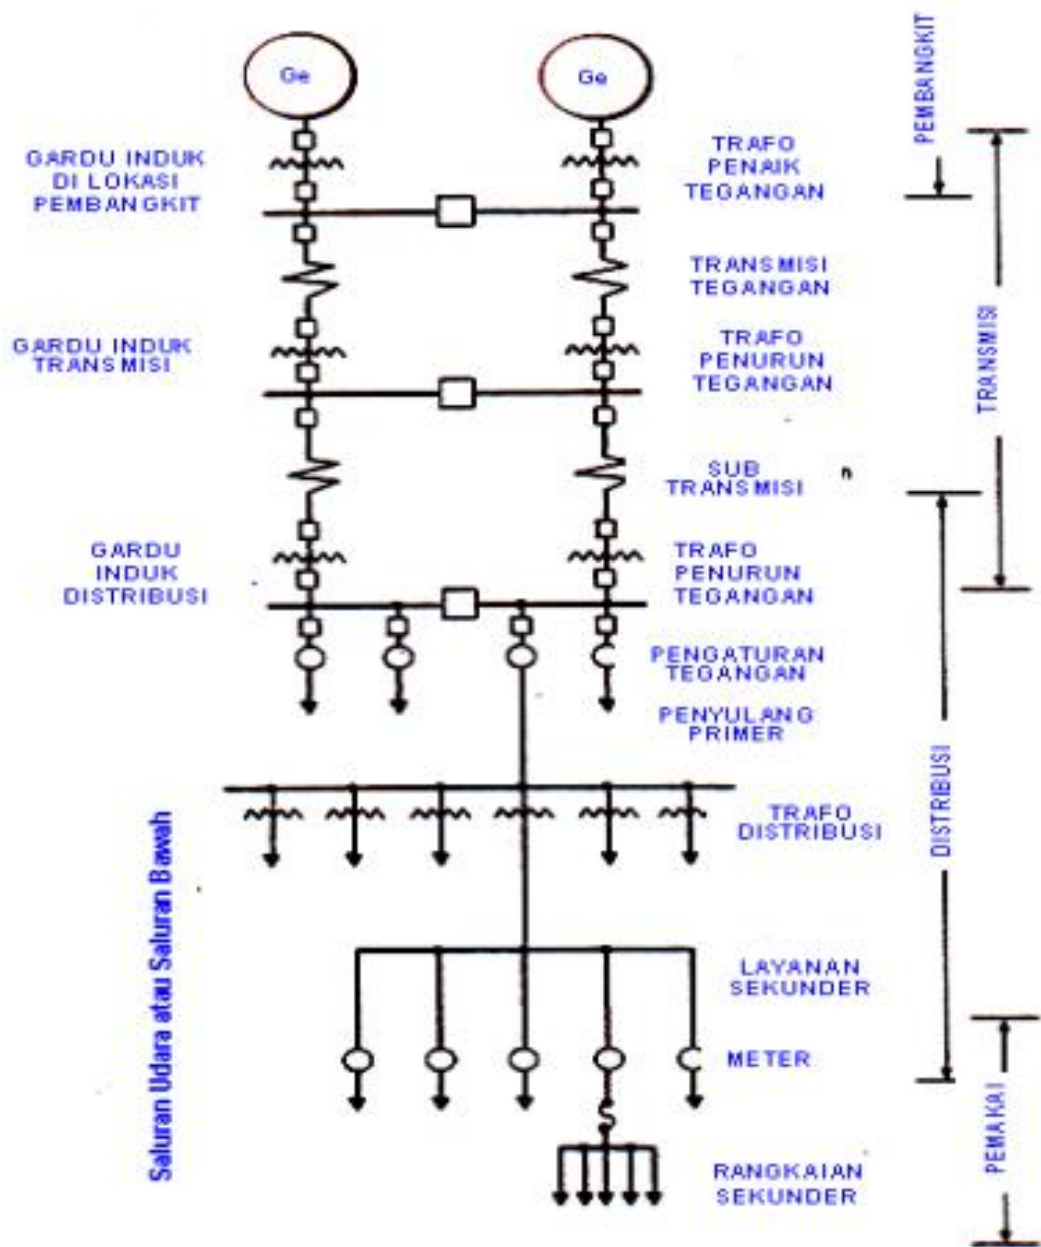 Ge
Ge
PEMBANGKIT
GARDU INDUK
DI LOKASI
PEMBANGKIT
TRAFO
PENAIK
TEGANGAN
TRANSMISI
TEGANGAN
GARDU INDUK
TRANSMISI
TRAFO
PENURUN
TEGANGAN
TRANSMISI
SUB
TRANSMISI
n
GARDU
INDUK
DISTRIBUSI
TRAFO
PENURUN
TEGANGAN
PENGATURAN
TEGANGAN
PENYULANG
PRIMER
TRAFO
DISTRIBUSI
DISTRIBUSI
Saluran Udara atau Saluran Bawah
LAYANAN
SEKUNDER
METER
PEMAKAI
RANGKAIAN
SEKUNDER